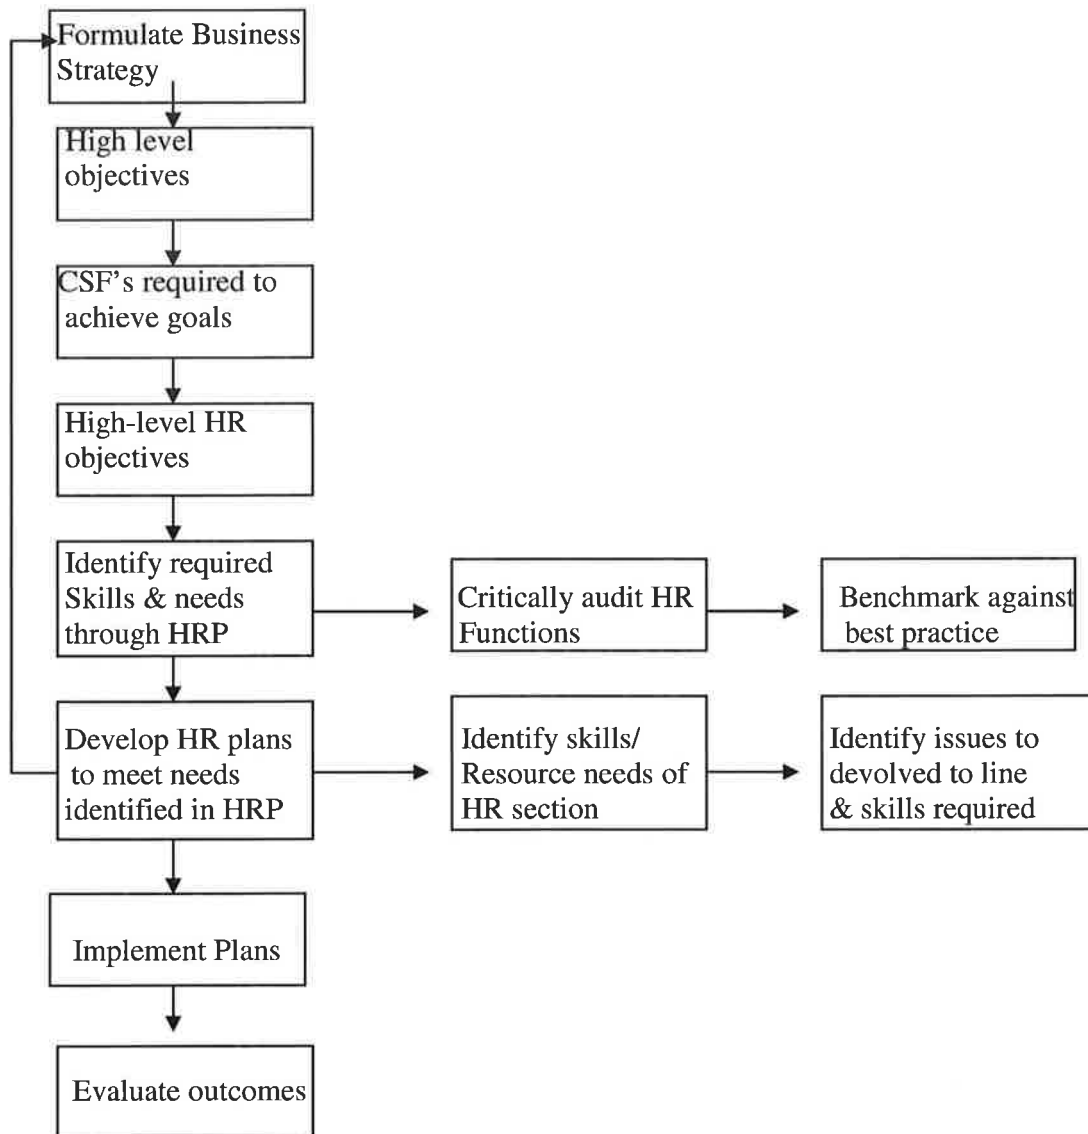 Formulate Business
Strategy
High level
objectives
CSF's required to
achieve goals
High-level HR
objectives
Identify required
Skills & needs
through HRP
Critically audit HR
Functions
Benchmark against
best practice
Develop HR plans
to meet needs
identified in HRP
Identify skills/
Resource needs of
HR section
Identify issues to
devolved to line
& skills required
Implement Plans
Evaluate outcomes